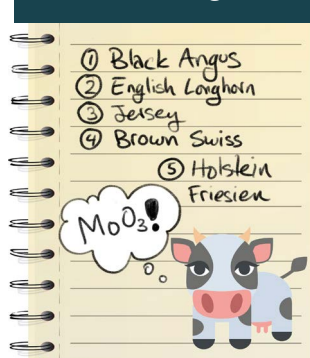 ① Black Angus
② English Longhorn
③ Jersey
④ Brown Swiss
⑤ Holstein
Friesien
MoO₃!